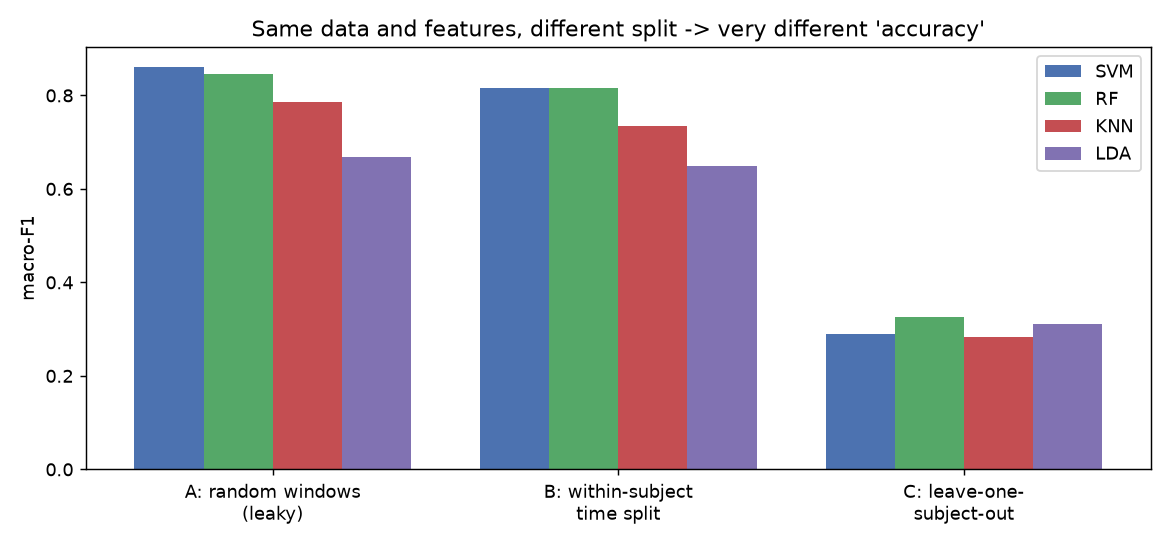 Same data and features, different split -> very different 'accuracy'
SVM
RF
KNN
LDA
macro-F1
0.8
0.6
0.4
0.2
0.0
A: random windows
(leaky)
B: within-subject
time split
C: leave-one-
subject-out